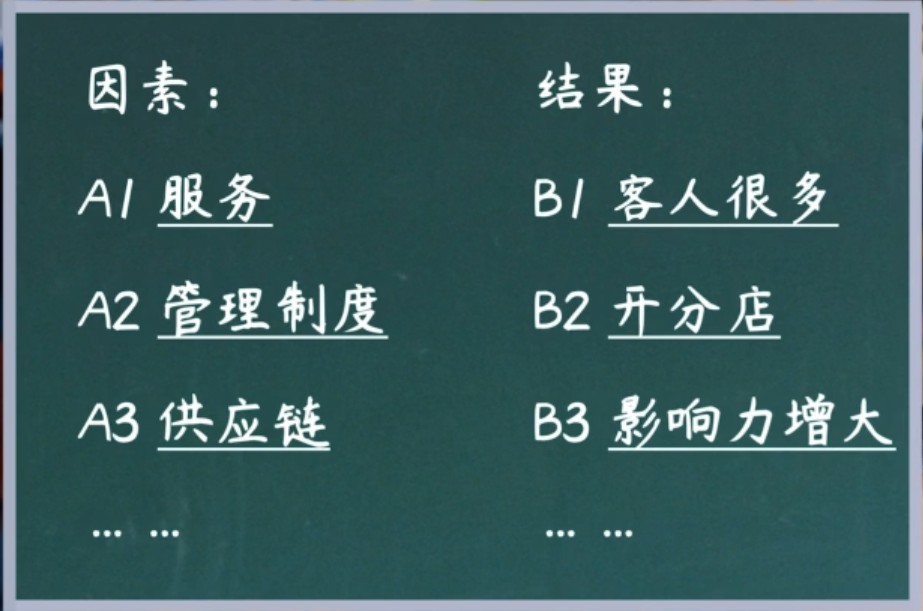 因素： 结果：
A1 服务 B1 客人很多
A2 管理制度 B2 开分店
A3 供应链 B3 影响力增大
… … … …